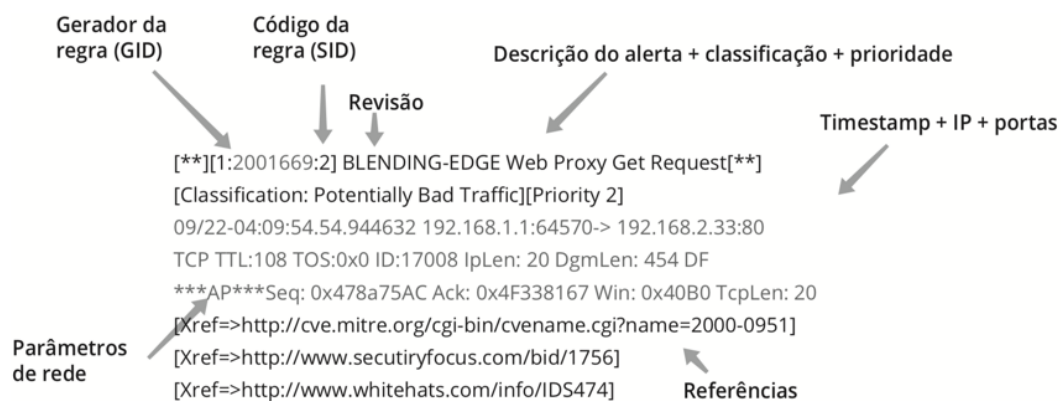 Gerador da
regra (GID)
Código da
regra (SID)
Descrição do alerta + classificação + prioridade
Revisão
Timestamp + IP + portas
[**][1:2001669:2] BLENDING-EDGE Web Proxy Get Request[**]
[Classification: Potentially Bad Traffic][Priority 2]
09/22-04:09:54.54.944632 192.168.1.1:64570-> 192.168.2.33:80
TCP TTL:108 TOS:0x0 ID:17008 IpLen: 20 DgmLen: 454 DF
***AP***Seq: 0x478a75AC Ack: 0x4F338167 Win: 0x40B0 TcpLen: 20
[Xref=>http://cve.mitre.org/cgi-bin/cvename.cgi?name=2000-0951]
[Xref=>http://www.secutiryfocus.com/bid/1756]
[Xref=>http://www.whitehats.com/info/IDS474]
Parâmetros
de rede
Referências